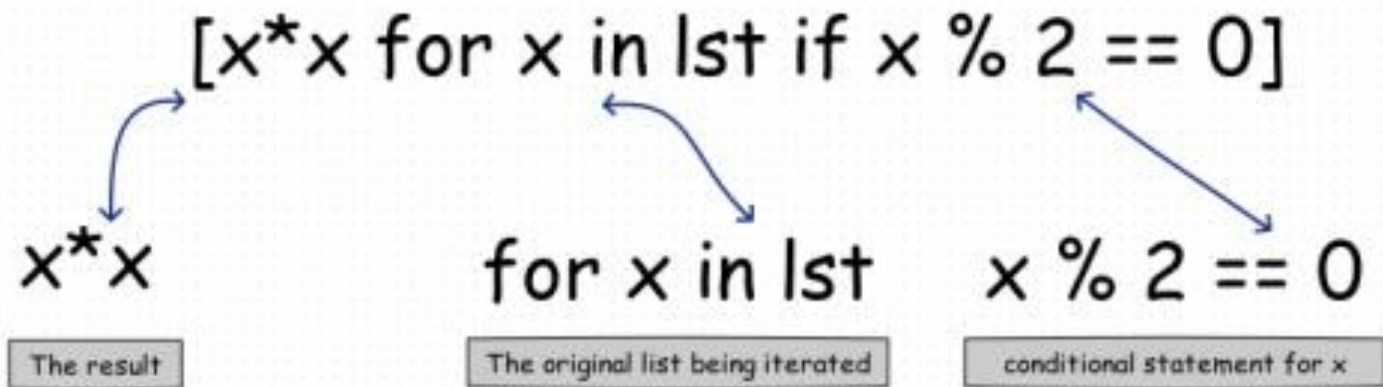 [x*x for x in lst if x % 2 == 0]
x*x for x in lst x % 2 == 0
The result The original list being iterated conditional statement for x